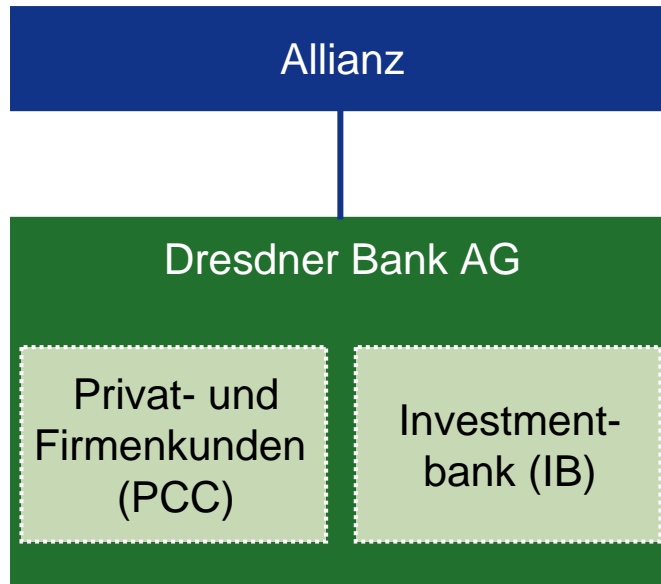 Allianz
Dresdner Bank AG
Privat- und
Firmenkunden
(PCC)
Investment-
bank (IB)